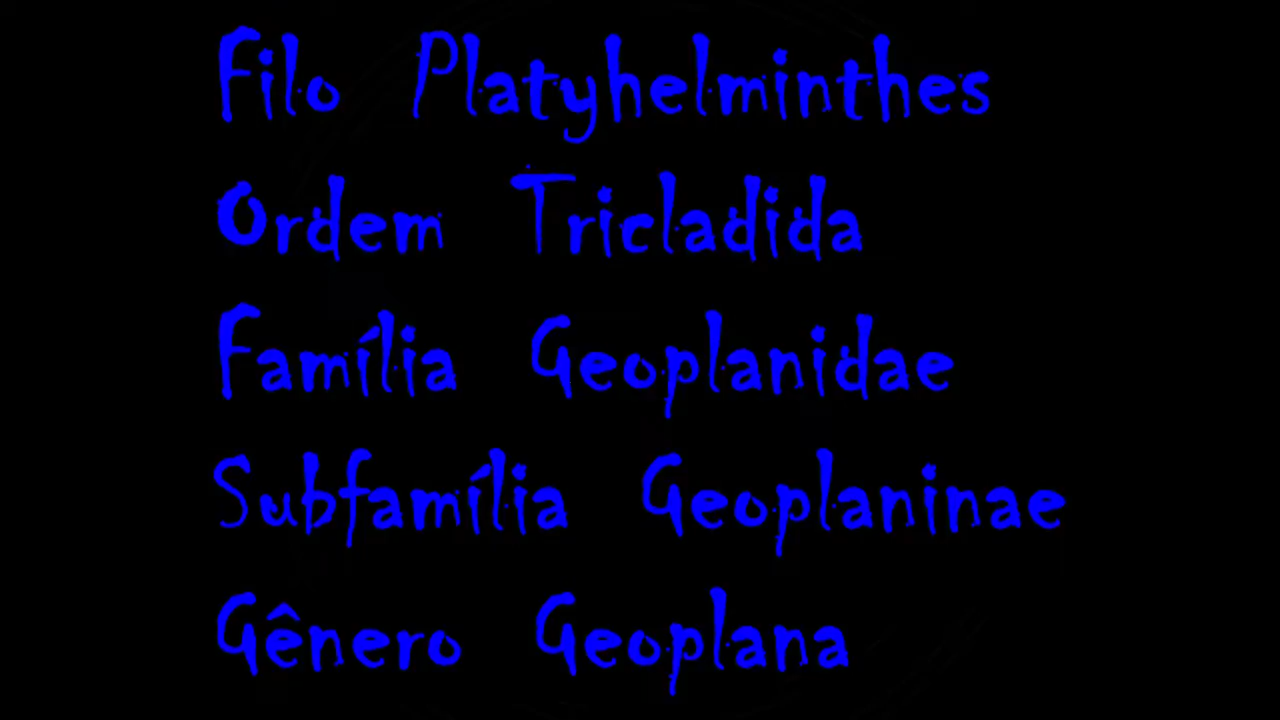 Filo Platyhelminthes
Ordem Tricladida
Família Geoplanidae
Subfamília Geoplaninae
Gênero Geoplana